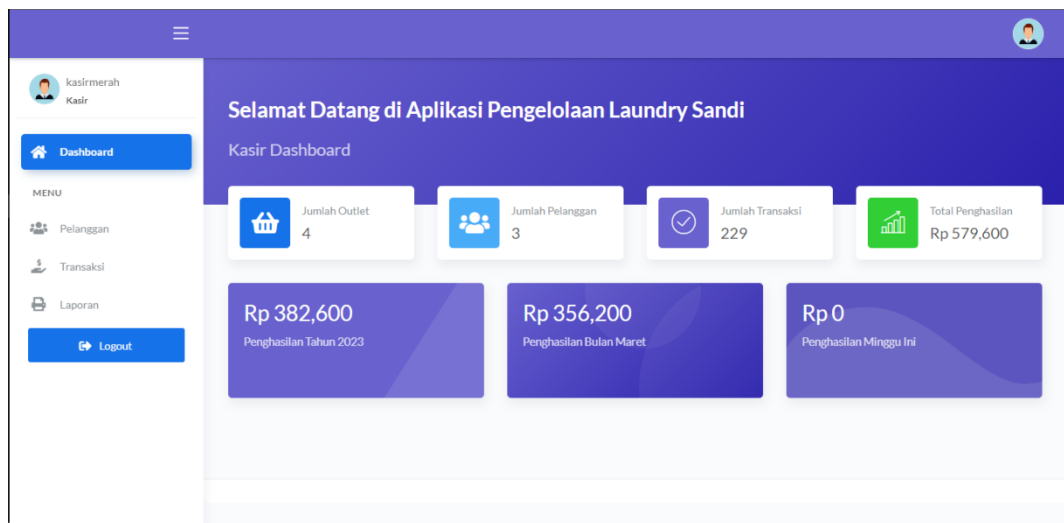 kasirmerah
Kasir
Dashboard
MENU
Pelanggan
Transaksi
Laporan
Logout
Selamat Datang di Aplikasi Pengelolaan Laundry Sandi
Kasir Dashboard
Jumlah Outlet
4
Jumlah Pelanggan
3
Jumlah Transaksi
229
Total Penghasilan
Rp 579,600
Rp 382,600
Penghasilan Tahun 2023
Rp 356,200
Penghasilan Bulan Maret
Rp 0
Penghasilan Minggu Ini